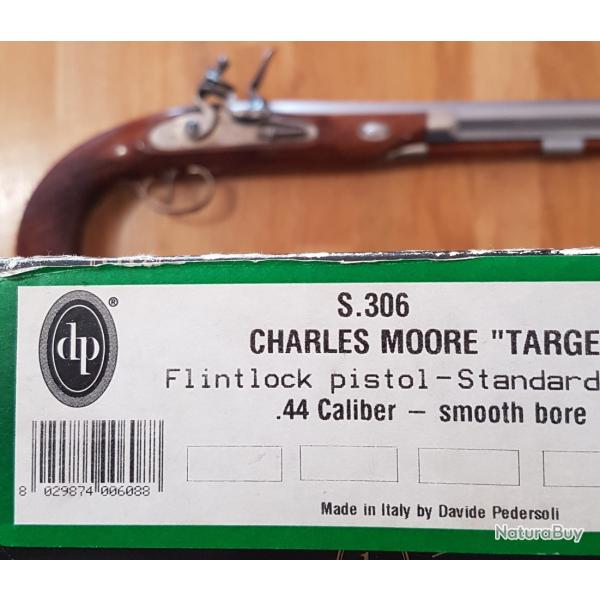 dp ®
S.306
CHARLES MOORE "TARGE
Flintlock pistol-Standard
.44 Caliber – smooth bore
8 029874 006088
Made in Italy by Davide Pedersoli
NaturaBuy